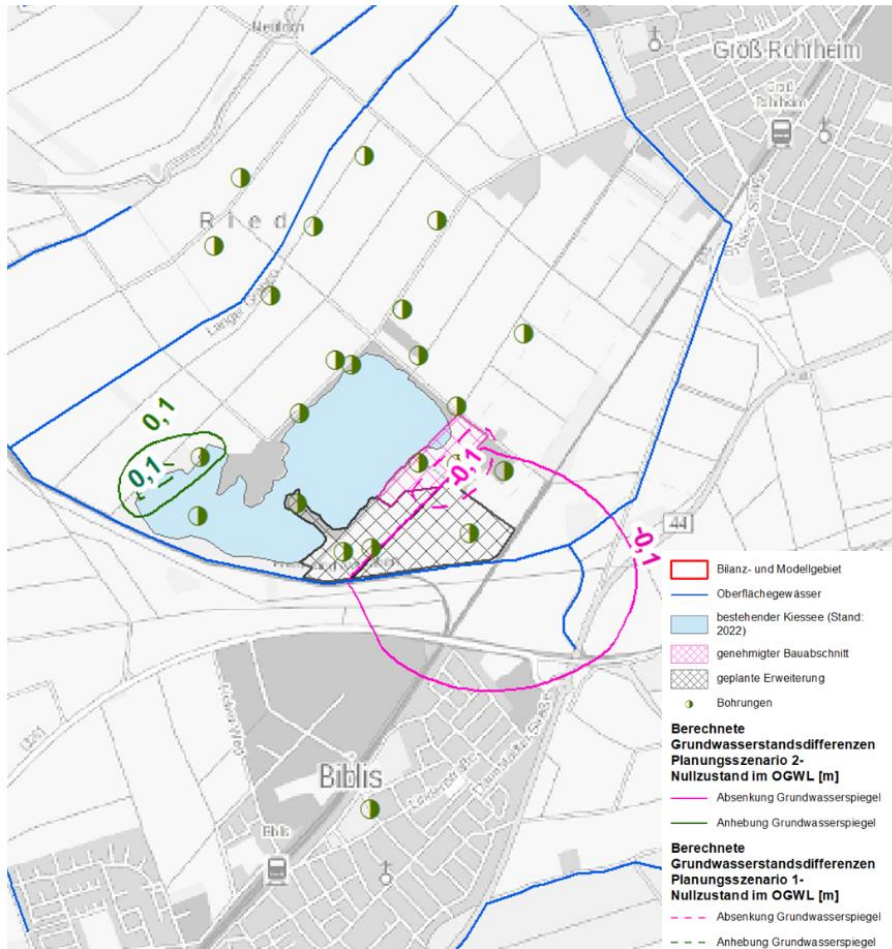 Groß-Rohrheim
Groß
Rohrheim
Ried
Langer Graben
0,1
0,1
-0,1
-0,1
44
Biblis
Biblis
Bilanz- und Modellgebiet
Oberflächegewässer
bestehender Kiessee (Stand:
2022)
genehmigter Bauabschnitt
geplante Erweiterung
Bohrungen
Berechnete
Grundwasserstandsdifferenzen
Planungsszenario 2-
Nullzustand im OGWL [m]
Absenkung Grundwasserspiegel
Anhebung Grundwasserspiegel
Berechnete
Grundwasserstandsdifferenzen
Planungsszenario 1-
Nullzustand im OGWL [m]
Absenkung Grundwasserspiegel
Anhebung Grundwasserspiegel